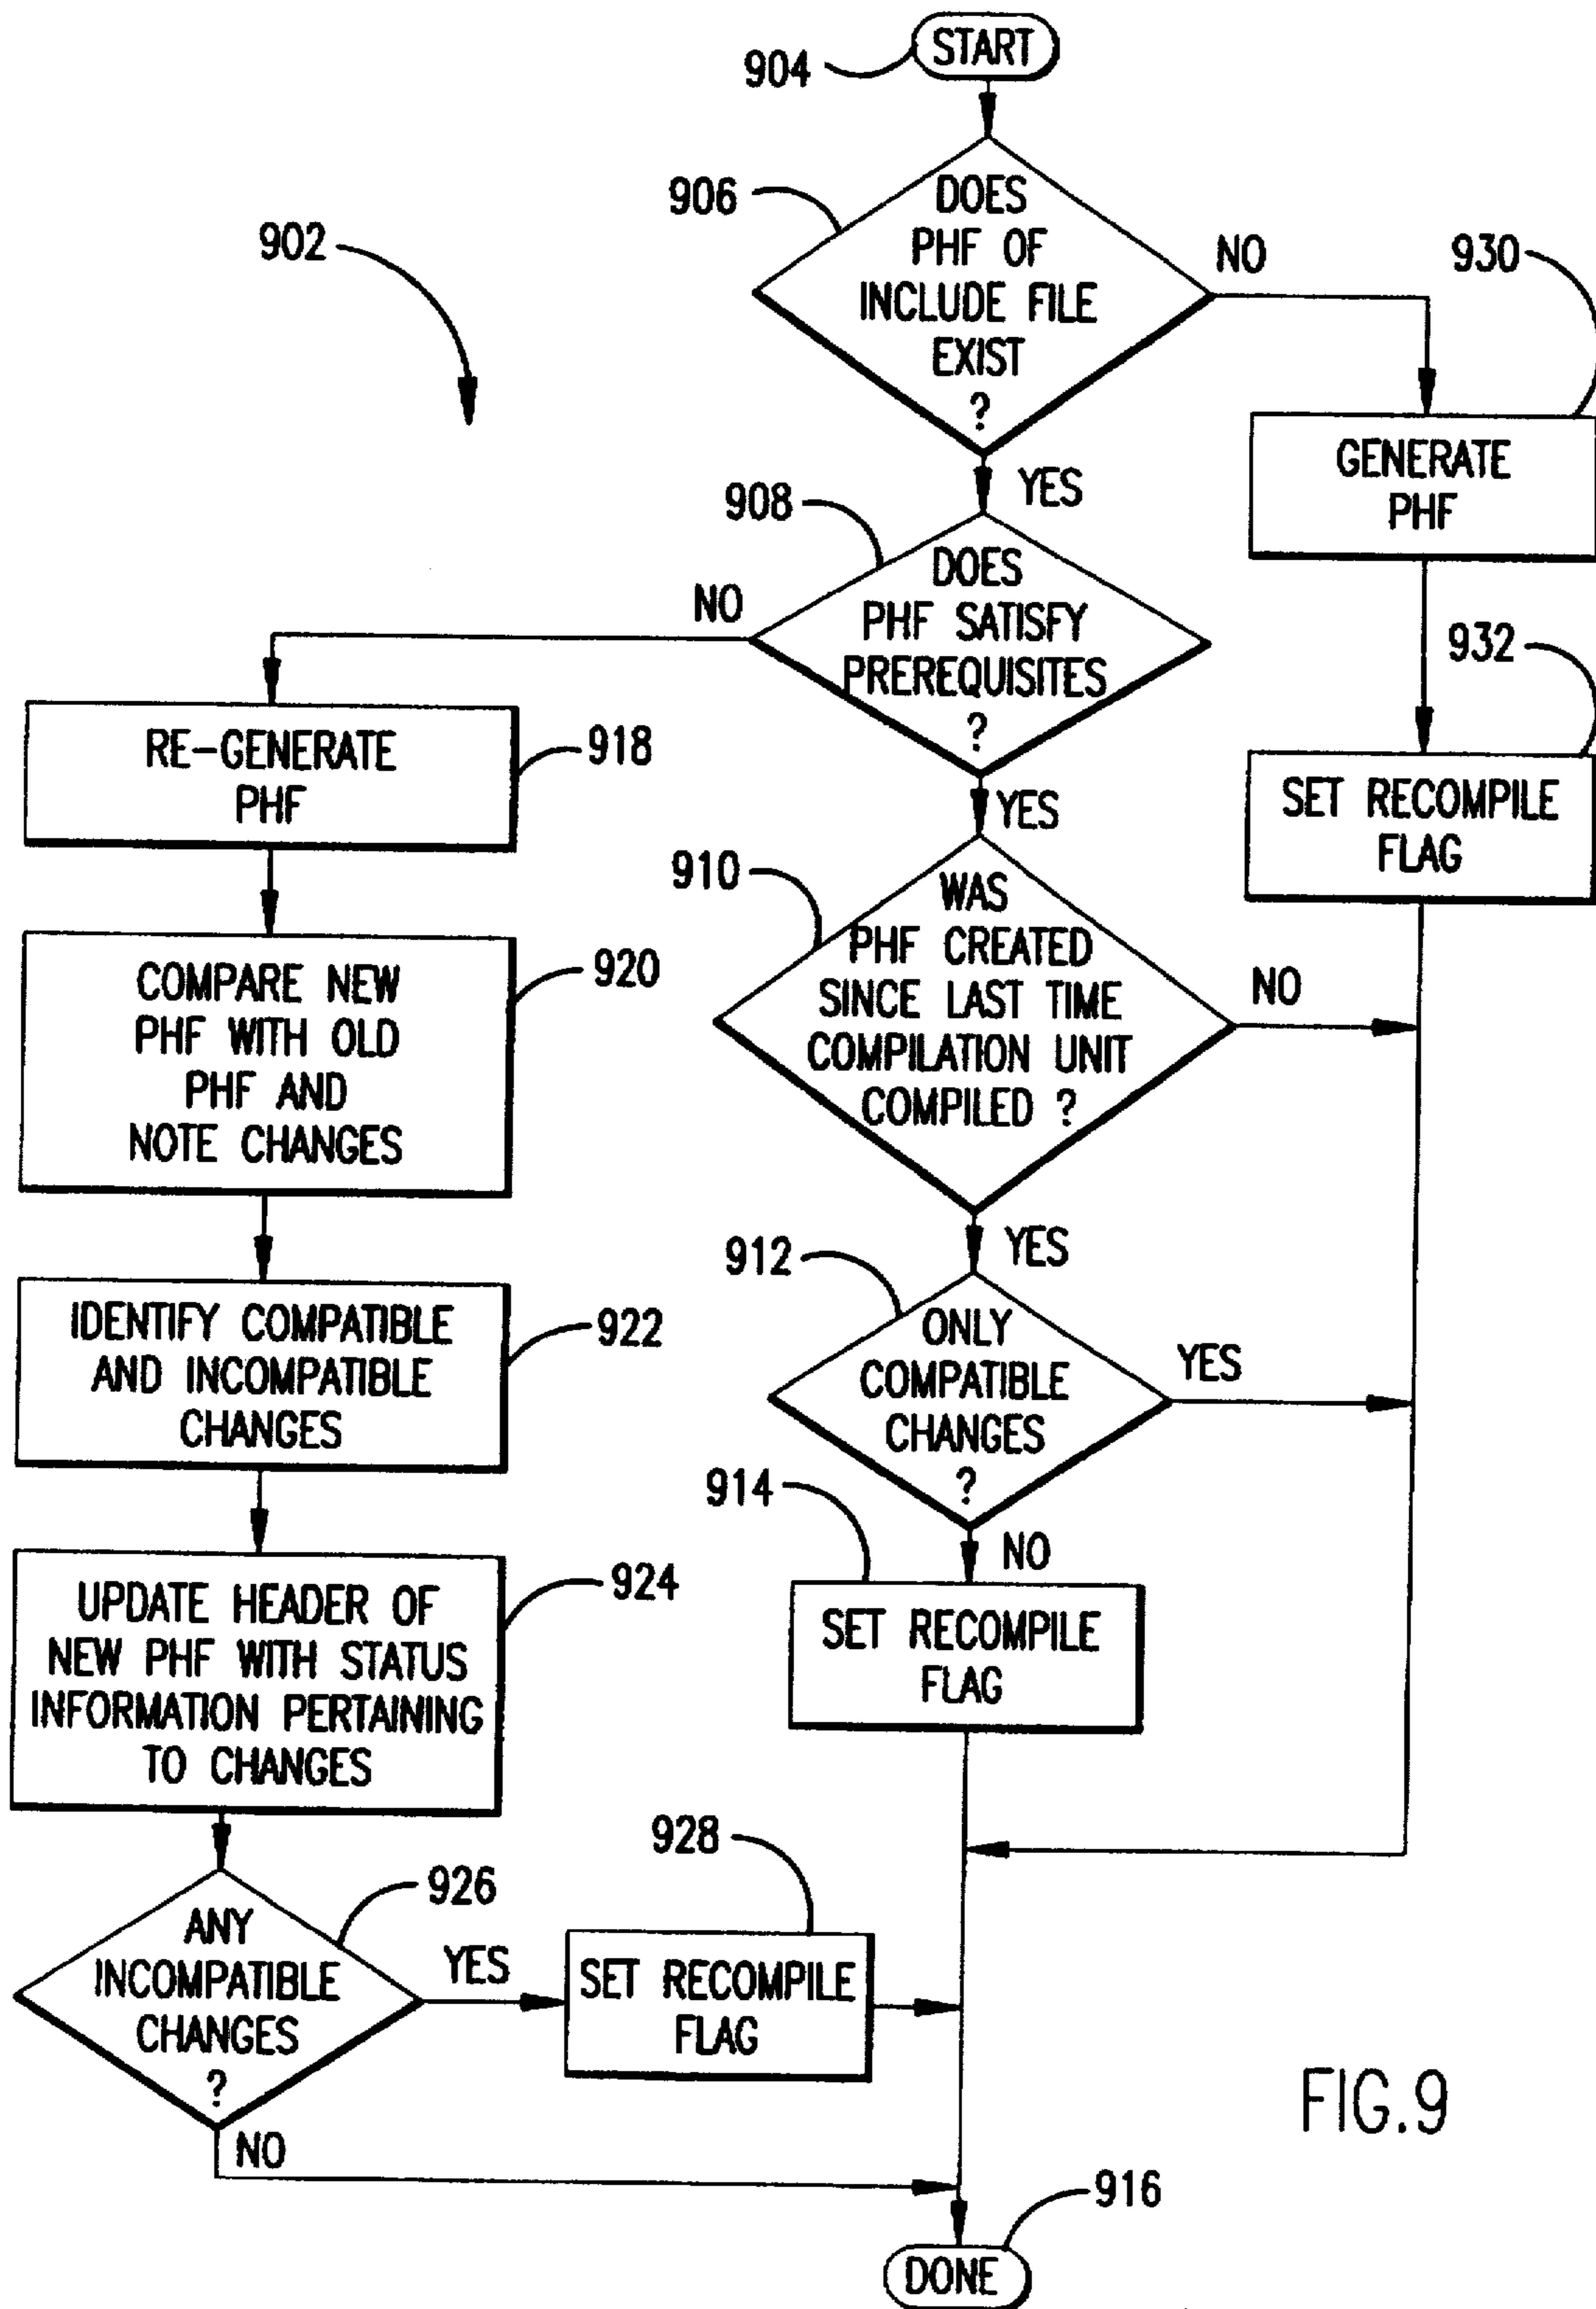 START
904
906
DOES
PHF OF
INCLUDE FILE
EXIST
?
NO
930
902
YES
GENERATE
PHF
908
DOES
PHF SATISFY
PREREQUISITES
?
NO
932
RE-GENERATE
PHF
918
YES
SET RECOMPILE
FLAG
910
WAS
PHF CREATED
SINCE LAST TIME
COMPILATION UNIT
COMPILED ?
NO
COMPARE NEW
PHF WITH OLD
PHF AND
NOTE CHANGES
920
YES
912
ONLY
COMPATIBLE
CHANGES
?
YES
IDENTIFY COMPATIBLE
AND INCOMPATIBLE
CHANGES
922
914
NO
SET RECOMPILE
FLAG
UPDATE HEADER OF
NEW PHF WITH STATUS
INFORMATION PERTAINING
TO CHANGES
924
928
926
ANY
INCOMPATIBLE
CHANGES
?
YES
SET RECOMPILE
FLAG
NO
916
DONE
FIG.9